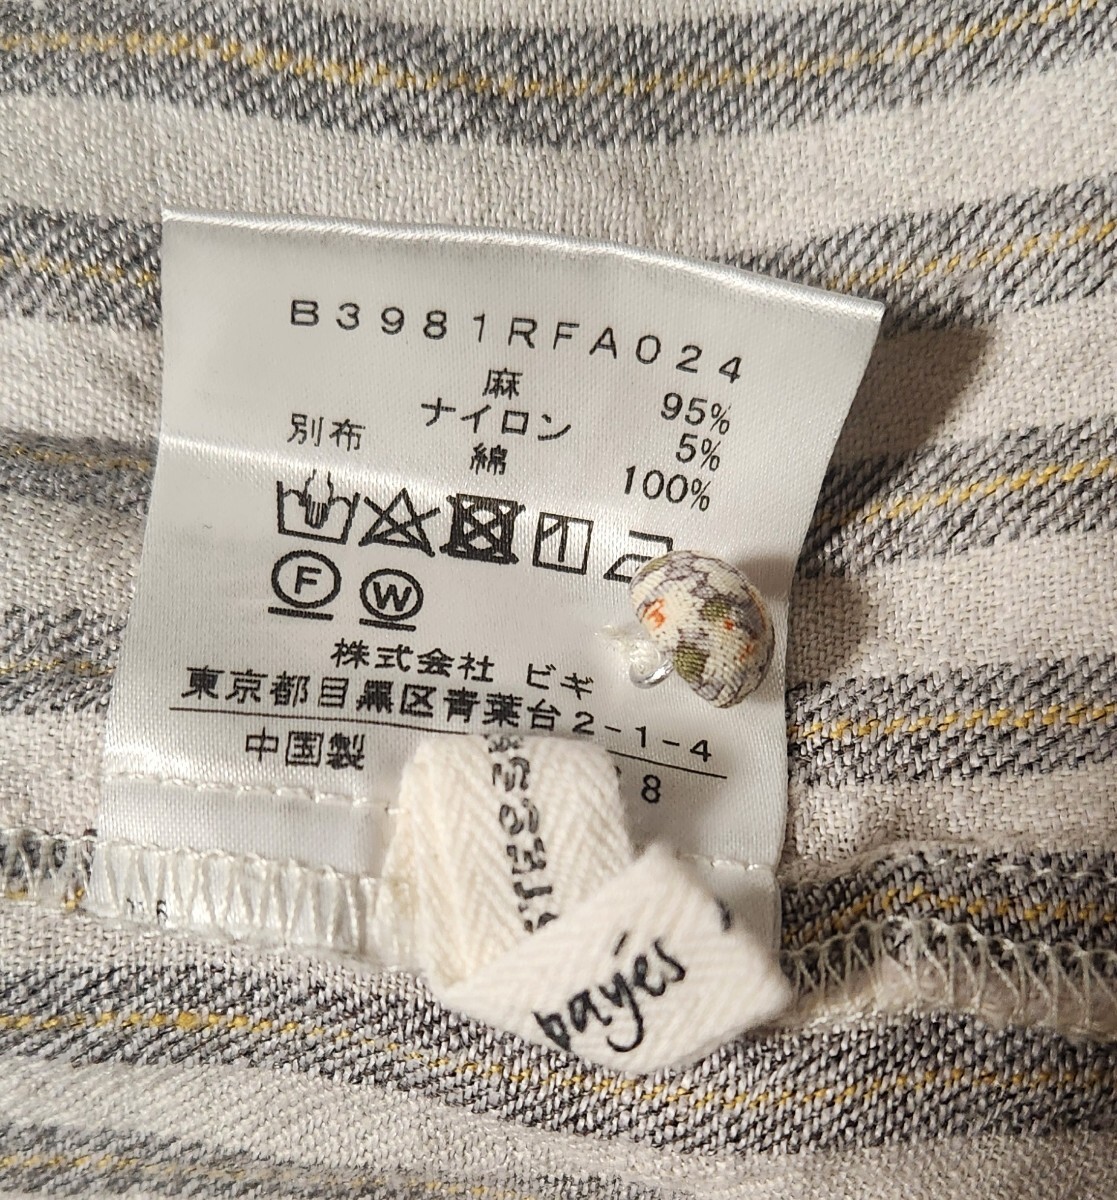 B3981RFA024
麻 95%
ナイロン 5%
別布 綿 100%
F W
株式会社 ビギ
東京都目黒区青葉台2-1-4
中国製 8
payés